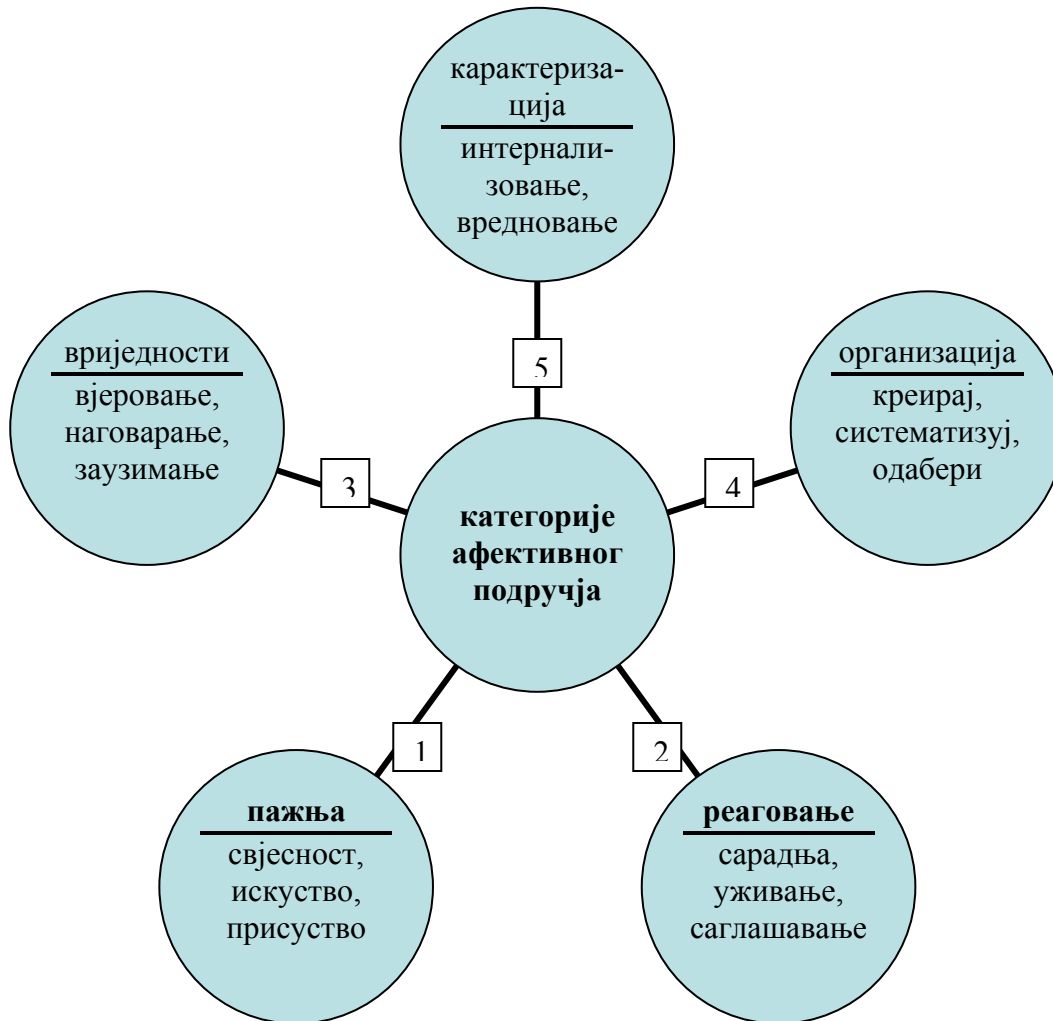 карактериза-
ција
интернали-
зовање,
вредновање
5
вриједности
вјеровање,
наговарање,
заузимање
3
организација
креирај,
систематизуј,
одабери
4
категорије
афективног
подручја
1
2
пажња
свјесност,
искуство,
присуство
реаговање
сарадња,
уживање,
саглашавање